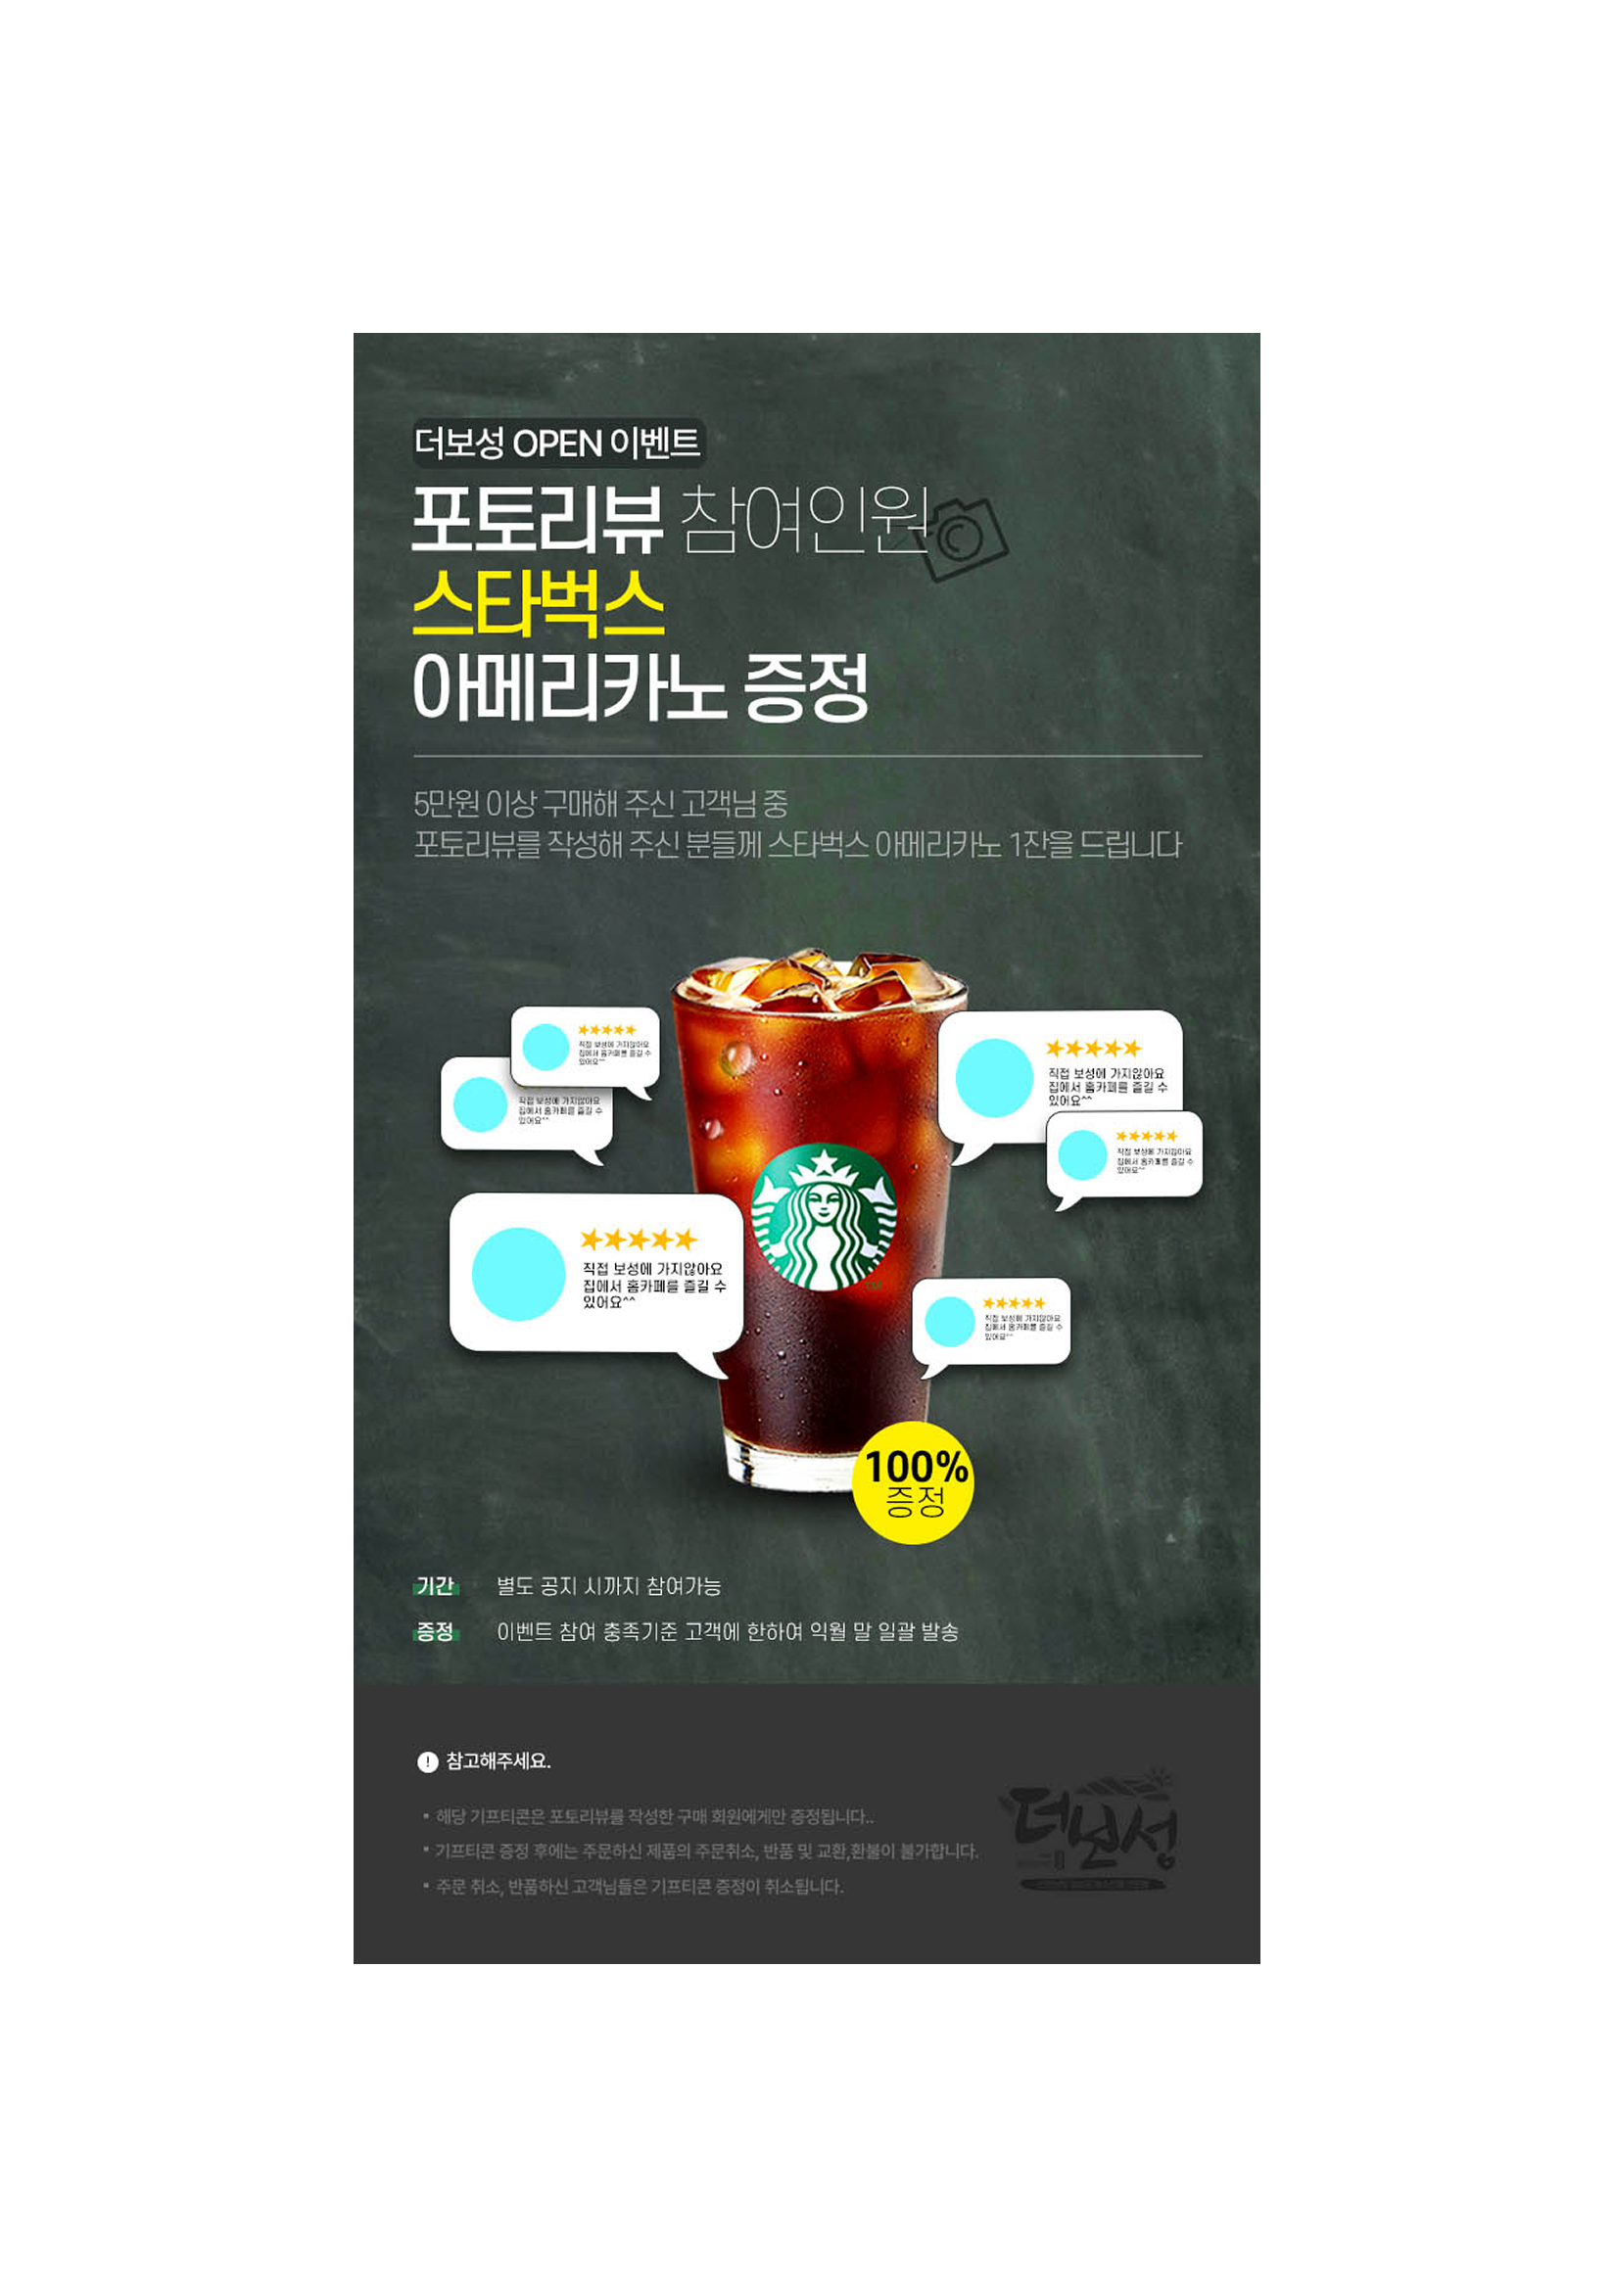 더보성 OPEN 이벤트
포토리뷰 참여인원
스타벅스
아메리카노 증정
5만원 이상 구매해 주신 고객님 중
포토리뷰를 작성해 주신 분들께 스타벅스 아메리카노 1잔을 드립니다
직접 보성에 가지않아요
집에서 홈카페를 즐길 수
있어요^^
직접 보성에 가지않아요
집에서 홈카페를 즐길 수
있어요^^
직접 보성에 가지않아요
집에서 홈카페를 즐길 수
있어요^^
직접 보성에 가지않아요
집에서 홈카페를 즐길 수
있어요^^
직접 보성에 가지않아요
집에서 홈카페를 즐길 수
있어요^^
TM
직접 보성에 가지않아요
집에서 홈카페를 즐길 수
있어요^^
100%
증정
기간 별도 공지 시까지 참여가능
증정 이벤트 참여 충족기준 고객에 한하여 익월 말 일괄 발송
! 참고해주세요.
▪ 해당 기프티콘은 포토리뷰를 작성한 구매 회원에게만 증정됩니다..
▪ 기프티콘 증정 후에는 주문하신 제품의 주문취소, 반품 및 교환,환불이 불가합니다.
▪ 주문 취소, 반품하신 고객님들은 기프티콘 증정이 취소됩니다.
더보성